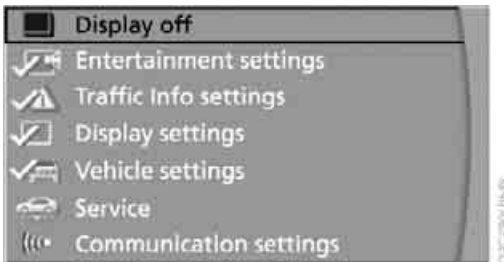 Display off
Entertainment settings
Traffic Info settings
Display settings
Vehicle settings
Service
Communication settings